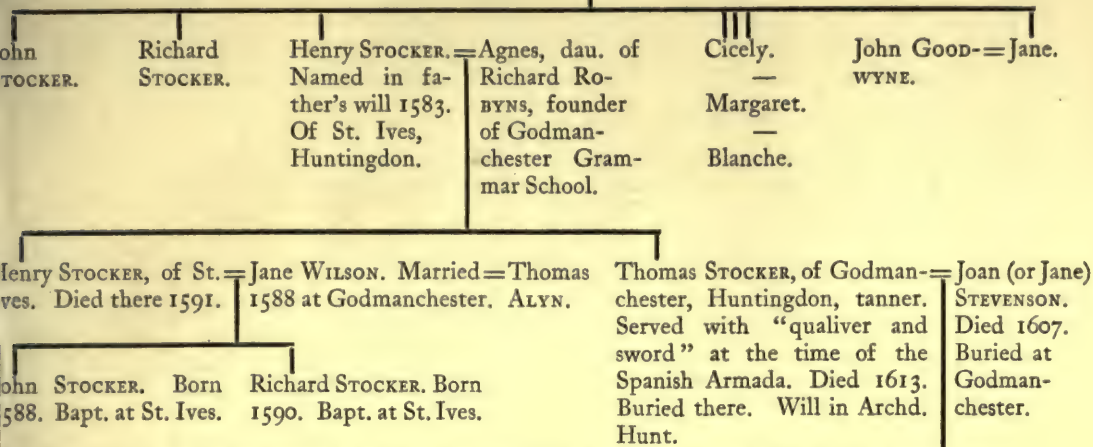 ohn
TOCKER.
Richard
STOCKER.
Henry STOCKER.=
Named in fa-
ther's will 1583.
Of St. Ives,
Huntingdon.
Agnes, dau. of
Richard RO-
BYNS, founder
of Godman-
chester Gram-
mar School.
Cicely.
—
Margaret.
—
Blanche.
John GOOD-=Jane.
WYNE.
Henry STOCKER, of St.=
ves. Died there 1591.
Jane WILSON. Married=
1588 at Godmanchester.
Thomas
ALYN.
Thomas STOCKER, of Godman-=
chester, Huntingdon, tanner.
Served with "qualiver and
sword" at the time of the
Spanish Armada. Died 1613.
Buried there. Will in Archd.
Hunt.
Joan (or Jane)
STEVENSON.
Died 1607.
Buried at
Godman-
chester.
ohn STOCKER. Born
588. Bapt. at St. Ives.
Richard STOCKER. Born
1590. Bapt. at St. Ives.